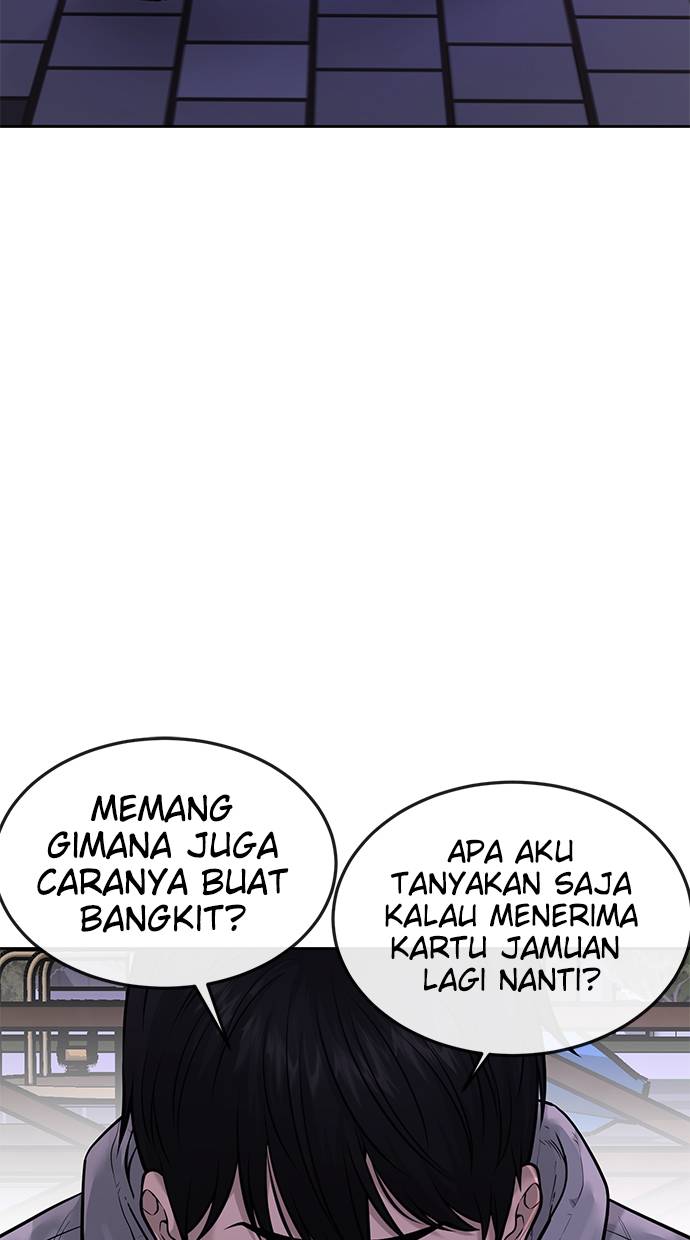 MEMANG
GIMANA JUGA
CARANYA BUAT
BANGKIT?
APA AKU
TANYAKAN SAJA
KALAU MENERIMA
KARTU JAMUAN
LAGI NANTI?